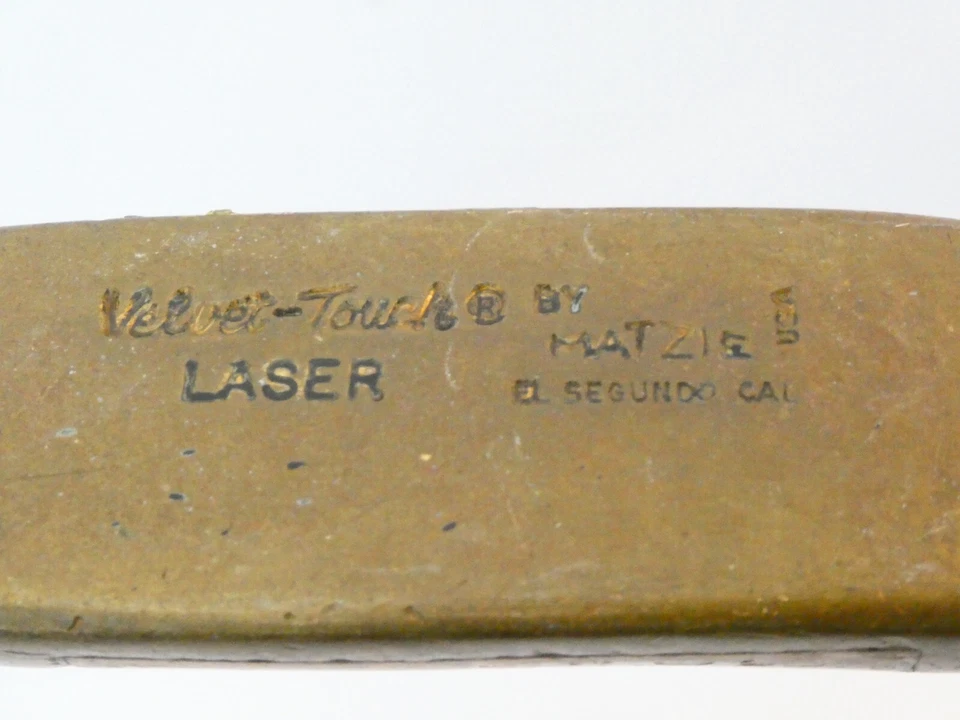 Velvet-Touch®
LASER
BY
MATZIE
USA
EL SEGUNDO CAL